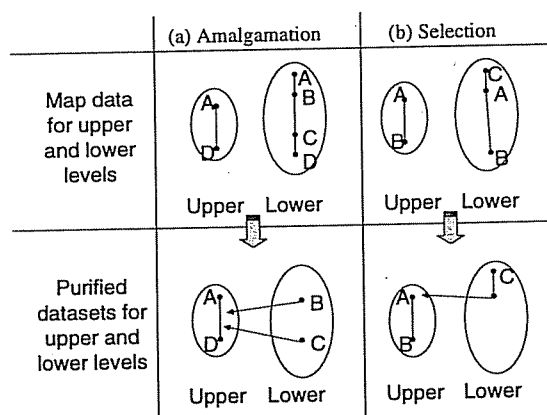 (a) Amalgamation
(b) Selection
Map data
for upper
and lower
levels
A
D
A
B
C
D
Upper Lower
A
B
C
A
B
Upper Lower
Purified
datasets for
upper and
lower levels
A
D
B
C
Upper Lower
A
B
C
Upper Lower